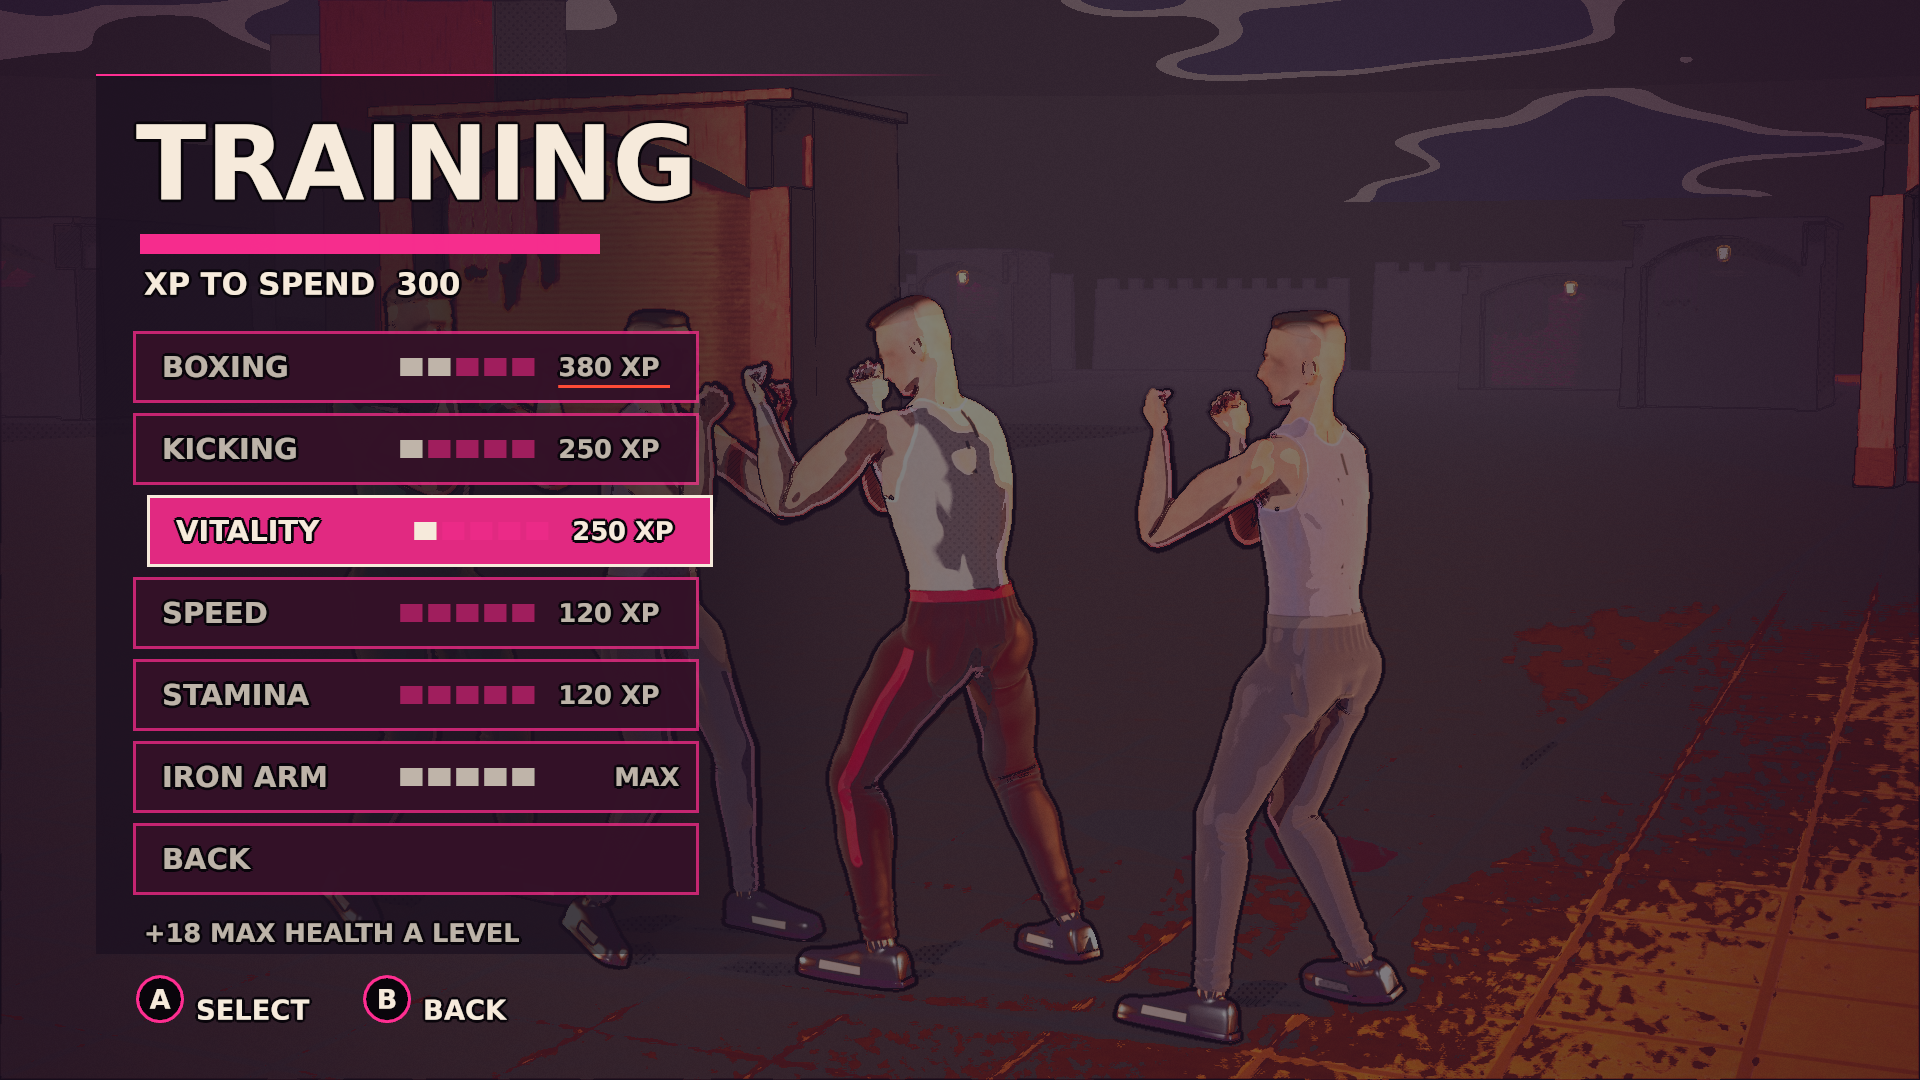 TRAINING
XP TO SPEND 300
BOXING 380 XP
KICKING 250 XP
VITALITY 250 XP
SPEED 120 XP
STAMINA 120 XP
IRON ARM MAX
BACK
+18 MAX HEALTH A LEVEL
A SELECT B BACK